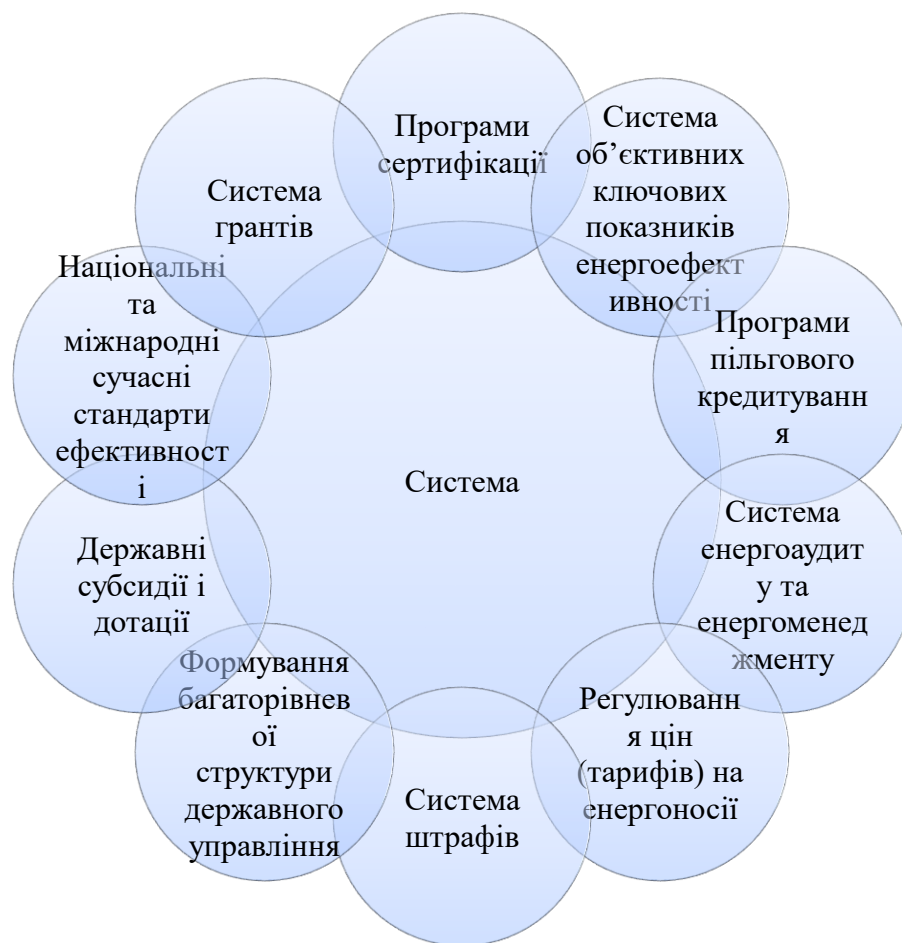 Програми
сертифікації
Система
об’єктивних
ключових
показників
енергоефект
ивності
Програми
пільгового
кредитуванн
я
Система
енергоаудит
у та
енергоменед
жменту
Регулюванн
я цін
(тарифів) на
енергоносії
Система
штрафів
Формування
багаторівнев
ої
структури
державного
управління
Державні
субсидії і
дотації
Національні
та
міжнародні
сучасні
стандарти
ефективност
і
Система
грантів
Система